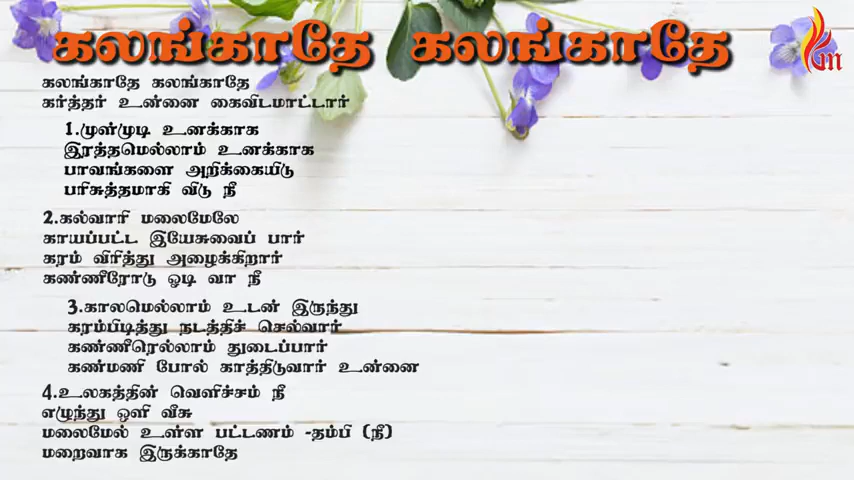 கலங்காதே கலங்காதே
கலங்காதே கலங்காதே
கர்த்தர் உன்னை கைவிடமாட்டார்
1.முள்முடி உனக்காக
இரத்தமெல்லாம் உனக்காக
பாவங்களை அறிக்கையிடு
பரிசுத்தமாகி விடு நீ
2.கல்வாரி மலைமேலே
காயப்பட்ட இயேசுவைப் பார்
கரம் விரித்து அழைக்கிறார்
கண்ணீரோடு ஓடி வா நீ
3.காலமெல்லாம் உடன் இருந்து
கரம்பிடித்து நடத்திச் செல்வார்
கண்ணீரெல்லாம் துடைப்பார்
கண்மணி போல் காத்திடுவார் உன்னை
4.உலகத்தின் வெளிச்சம் நீ
எழுந்து ஒளி வீசு
மலைமேல் உள்ள பட்டணம் -தம்பி (நீ)
மறைவாக இருக்காதே